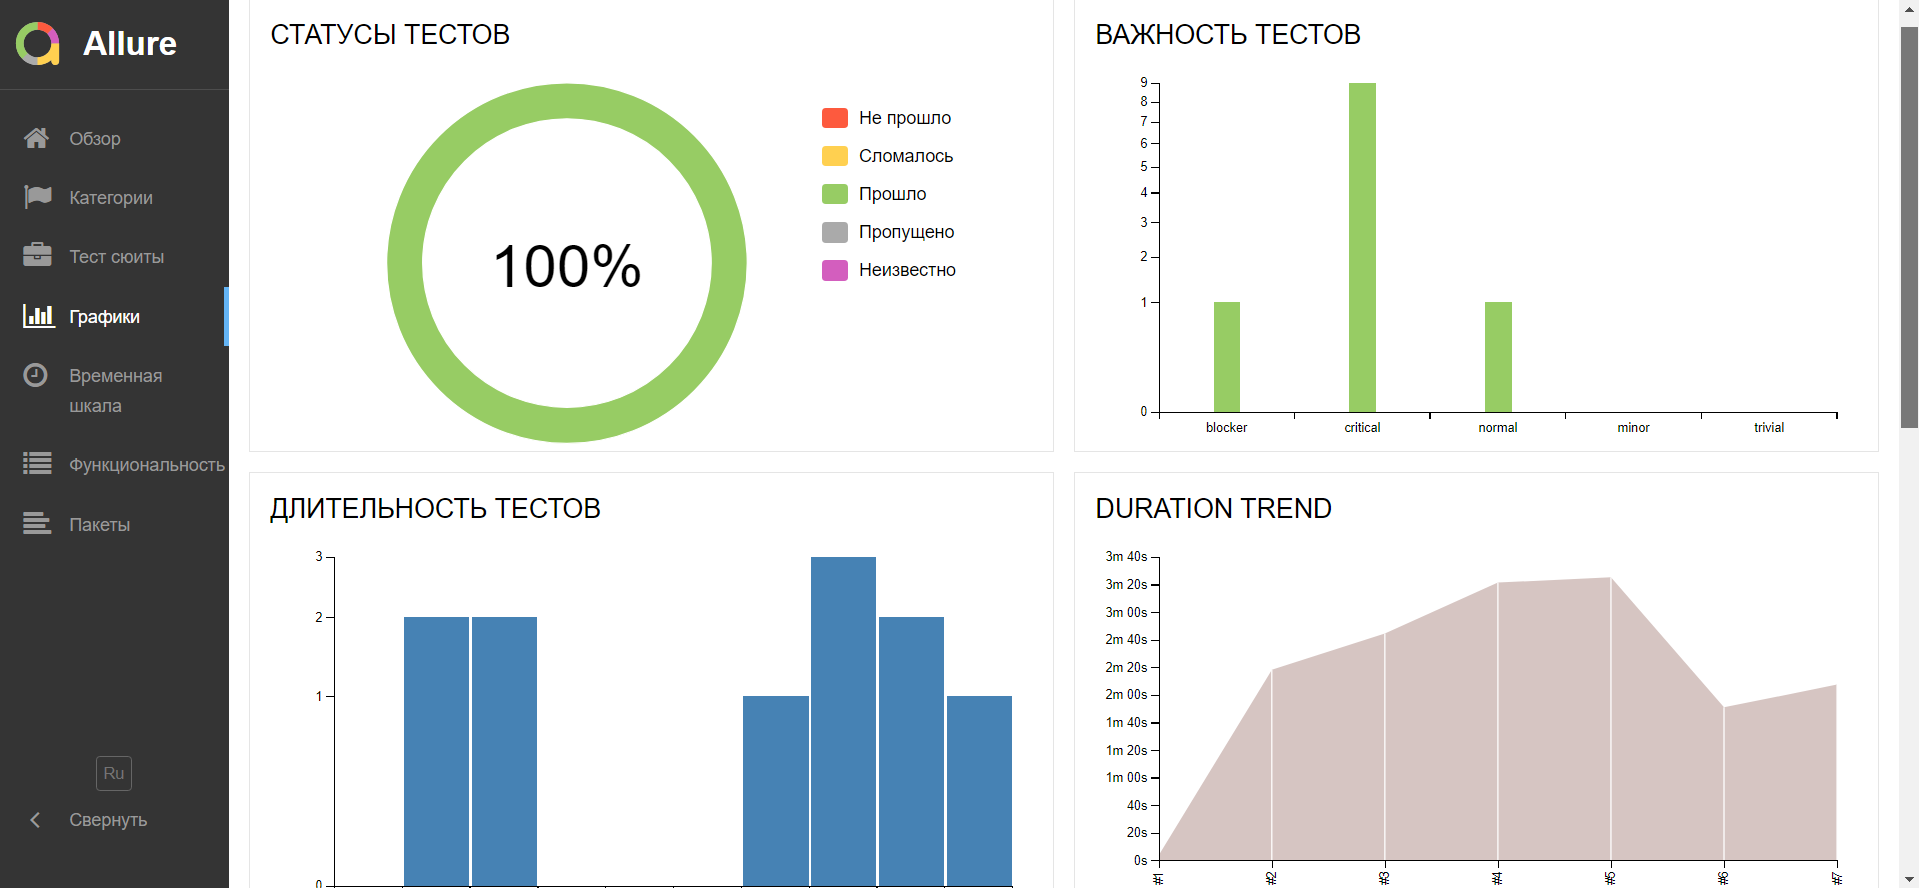 Allure
Обзор
Категории
Тест сюиты
Графики
Временная
шкала
Функциональность
Пакеты
Ru
Свернуть
СТАТУСЫ ТЕСТОВ
100%
Не прошло
Сломалось
Прошло
Пропущено
Неизвестно
ВАЖНОСТЬ ТЕСТОВ
9
8
7
6
5
4
3
2
1
0
blocker critical normal minor trivial
ДЛИТЕЛЬНОСТЬ ТЕСТОВ
3
2
1
0
DURATION TREND
3m 40s
3m 20s
3m 00s
2m 40s
2m 20s
2m 00s
1m 40s
1m 20s
1m 00s
40s
20s
0s
#1 #2 #3 #4 #5 #6 #7